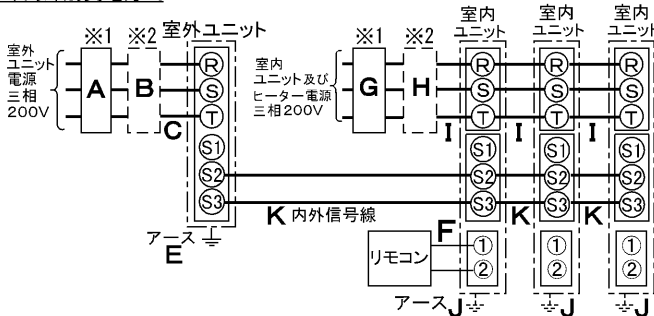 ※1 ※2 室外ユニット
室外
ユニット
電源
三相
200V
A B
R
S
T
C
S1
S2
S3
アース
E
※1 ※2
室内
ユニット及び
ヒーター電源
三相200V
G H
室内
ユニット
室内
ユニット
室内
ユニット
R R R
S S S
T T T
I I I
S1 S1 S1
S2 S2 S2
S3 S3 S3
K 内外信号線
K K
F
リモコン
① ① ①
② ② ②
アース J J J